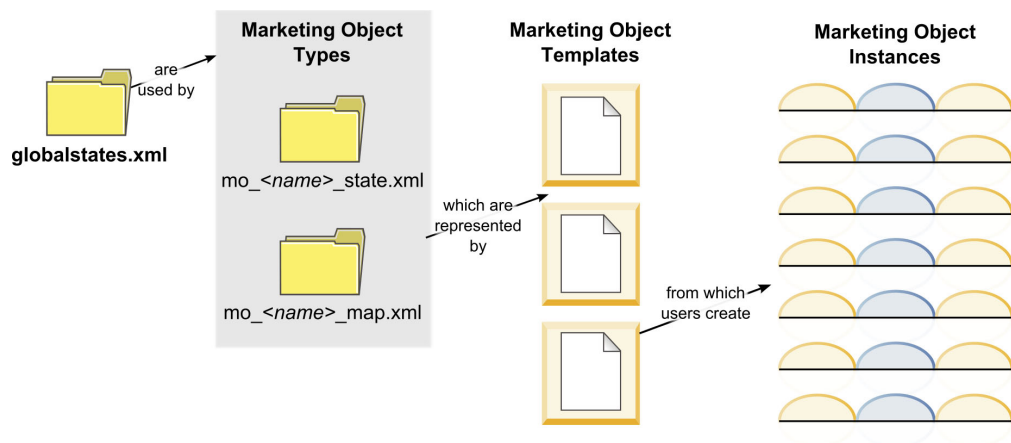 globalstates.xml
are
used by
Marketing Object
Types
mo_<name>_state.xml
mo_<name>_map.xml
which are
represented
by
Marketing Object
Templates
from which
users create
Marketing Object
Instances